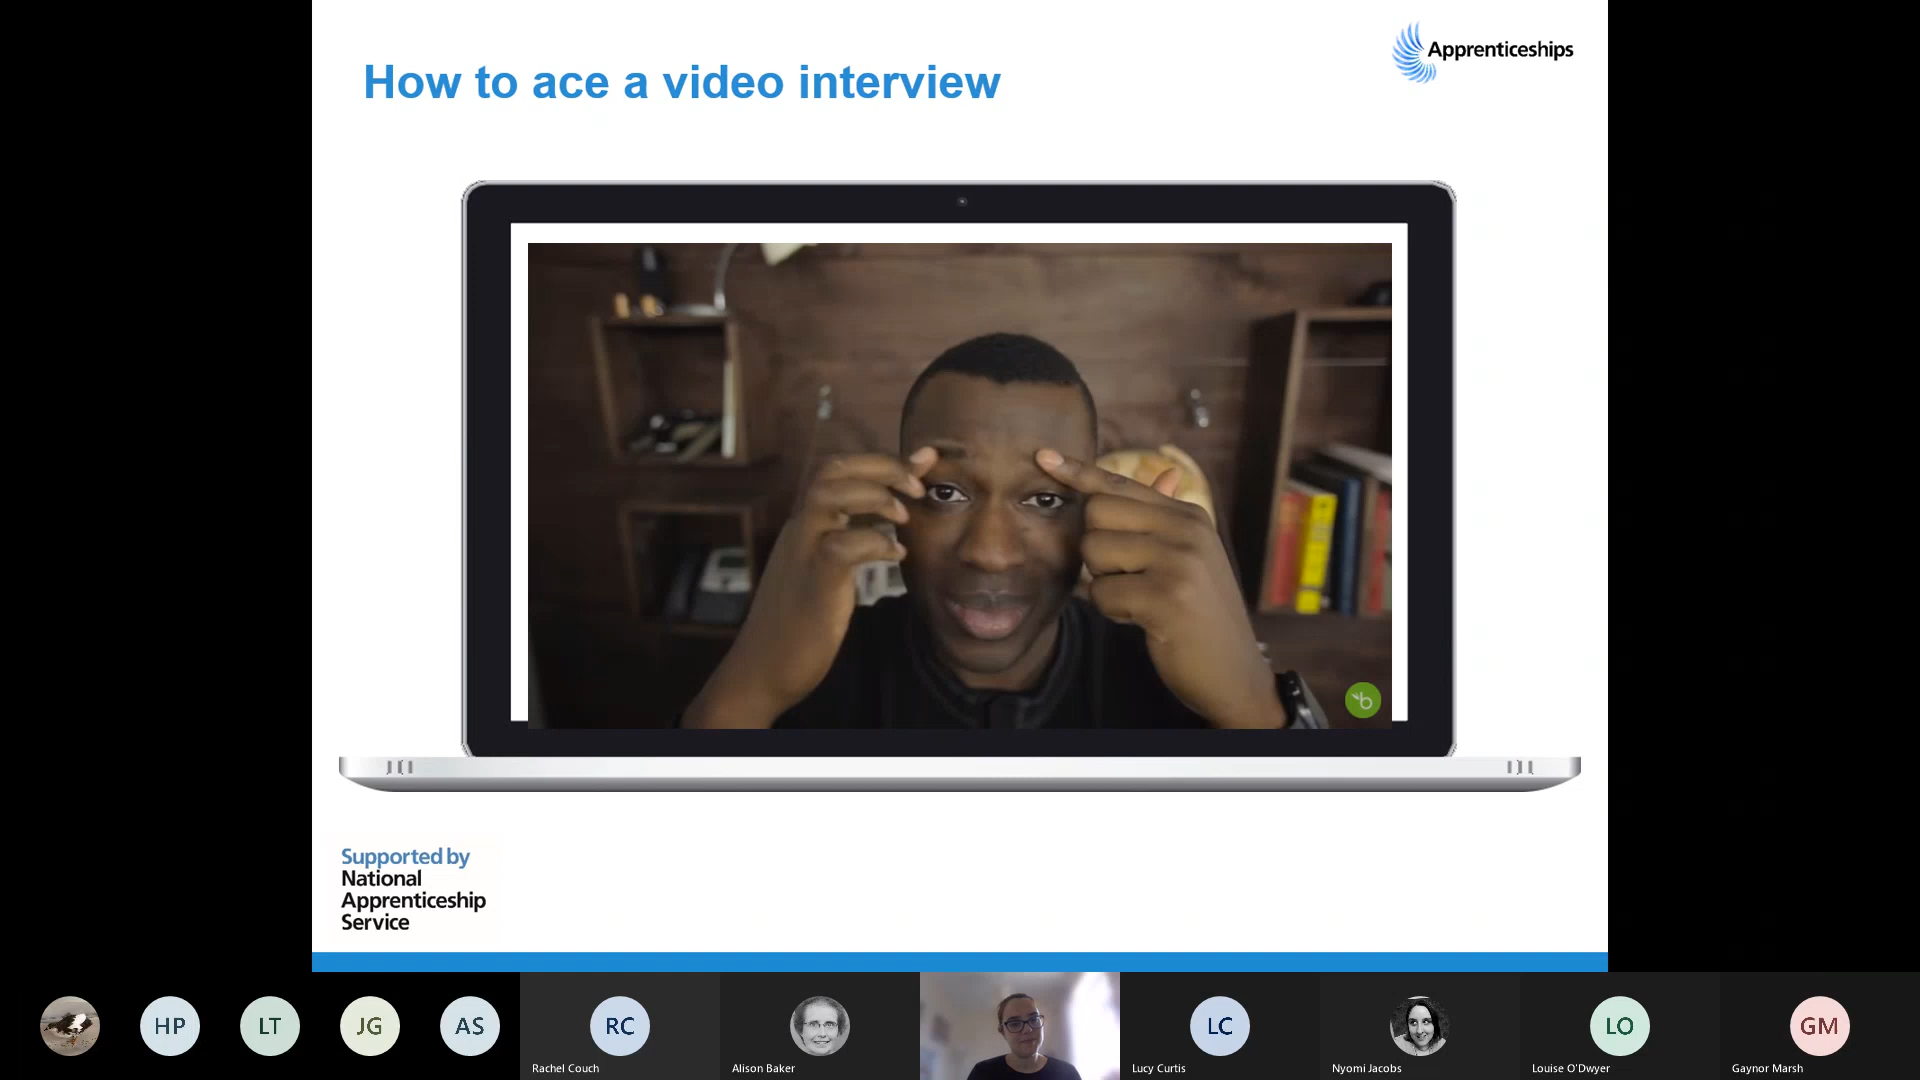 How to ace a video interview
Apprenticeships
b
Supported by
National
Apprenticeship
Service
HP
LT
JG
AS
RC
LC
LO
GM
Rachel Couch
Alison Baker
Lucy Curtis
Nyomi Jacobs
Louise O'Dwyer
Gaynor Marsh